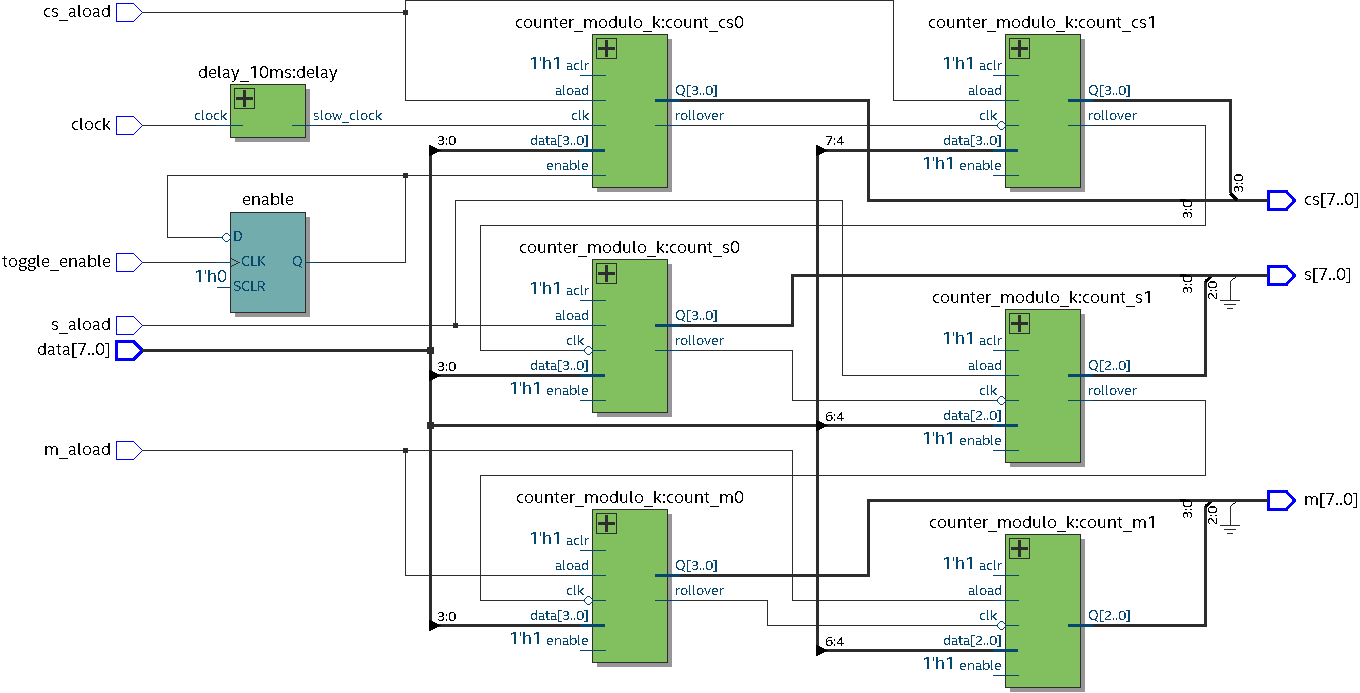 cs_aload
clock
toggle_enable
s_aload
data[7..0]
m_aload
delay_10ms:delay
clock
slow_clock
enable
D
CLK
Q
1'h0
SCLR
counter_modulo_k:count_cs0
1'h1 aclr
aload
clk
data[3..0]
enable
Q[3..0]
rollover
3:0
counter_modulo_k:count_cs1
1'h1 aclr
aload
clk
data[3..0]
1'h1 enable
Q[3..0]
rollover
7:4
3:0
3:0
cs[7..0]
counter_modulo_k:count_s0
1'h1 aclr
aload
clk
data[3..0]
1'h1 enable
Q[3..0]
rollover
3:0
counter_modulo_k:count_s1
1'h1 aclr
aload
clk
data[2..0]
1'h1 enable
Q[2..0]
rollover
6:4
3:0
2:0
s[7..0]
counter_modulo_k:count_m0
1'h1 aclr
aload
clk
data[3..0]
1'h1 enable
Q[3..0]
rollover
3:0
counter_modulo_k:count_m1
1'h1 aclr
aload
clk
data[2..0]
1'h1 enable
Q[2..0]
6:4
3:0
2:0
m[7..0]